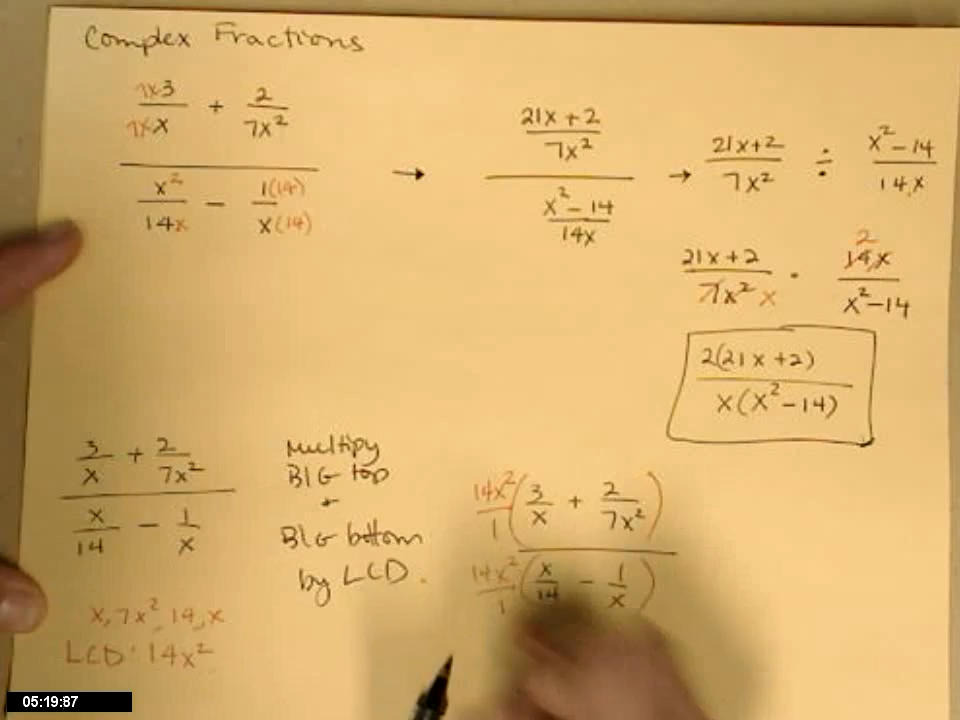 Complex Fractions
7x3/7xx + 2/7x²
x²/14x − 1(14)/x(14)
→
21x + 2/7x²
x² − 14/14x
→ 21x+2/7x² ÷ x² − 14/14x
21x + 2/7x² x · 2 14x/x² − 14
2(21x + 2)/x(x² − 14)
3/x + 2/7x²
x/14 − 1/x
Multipy
BIG top
+
BIG bottom
by LCD.
x, 7x², 14, x
LCD: 14x²
14x²/1 (3/x + 2/7x²)
14x²/1 (x/14 − 1/x)
05:19:87